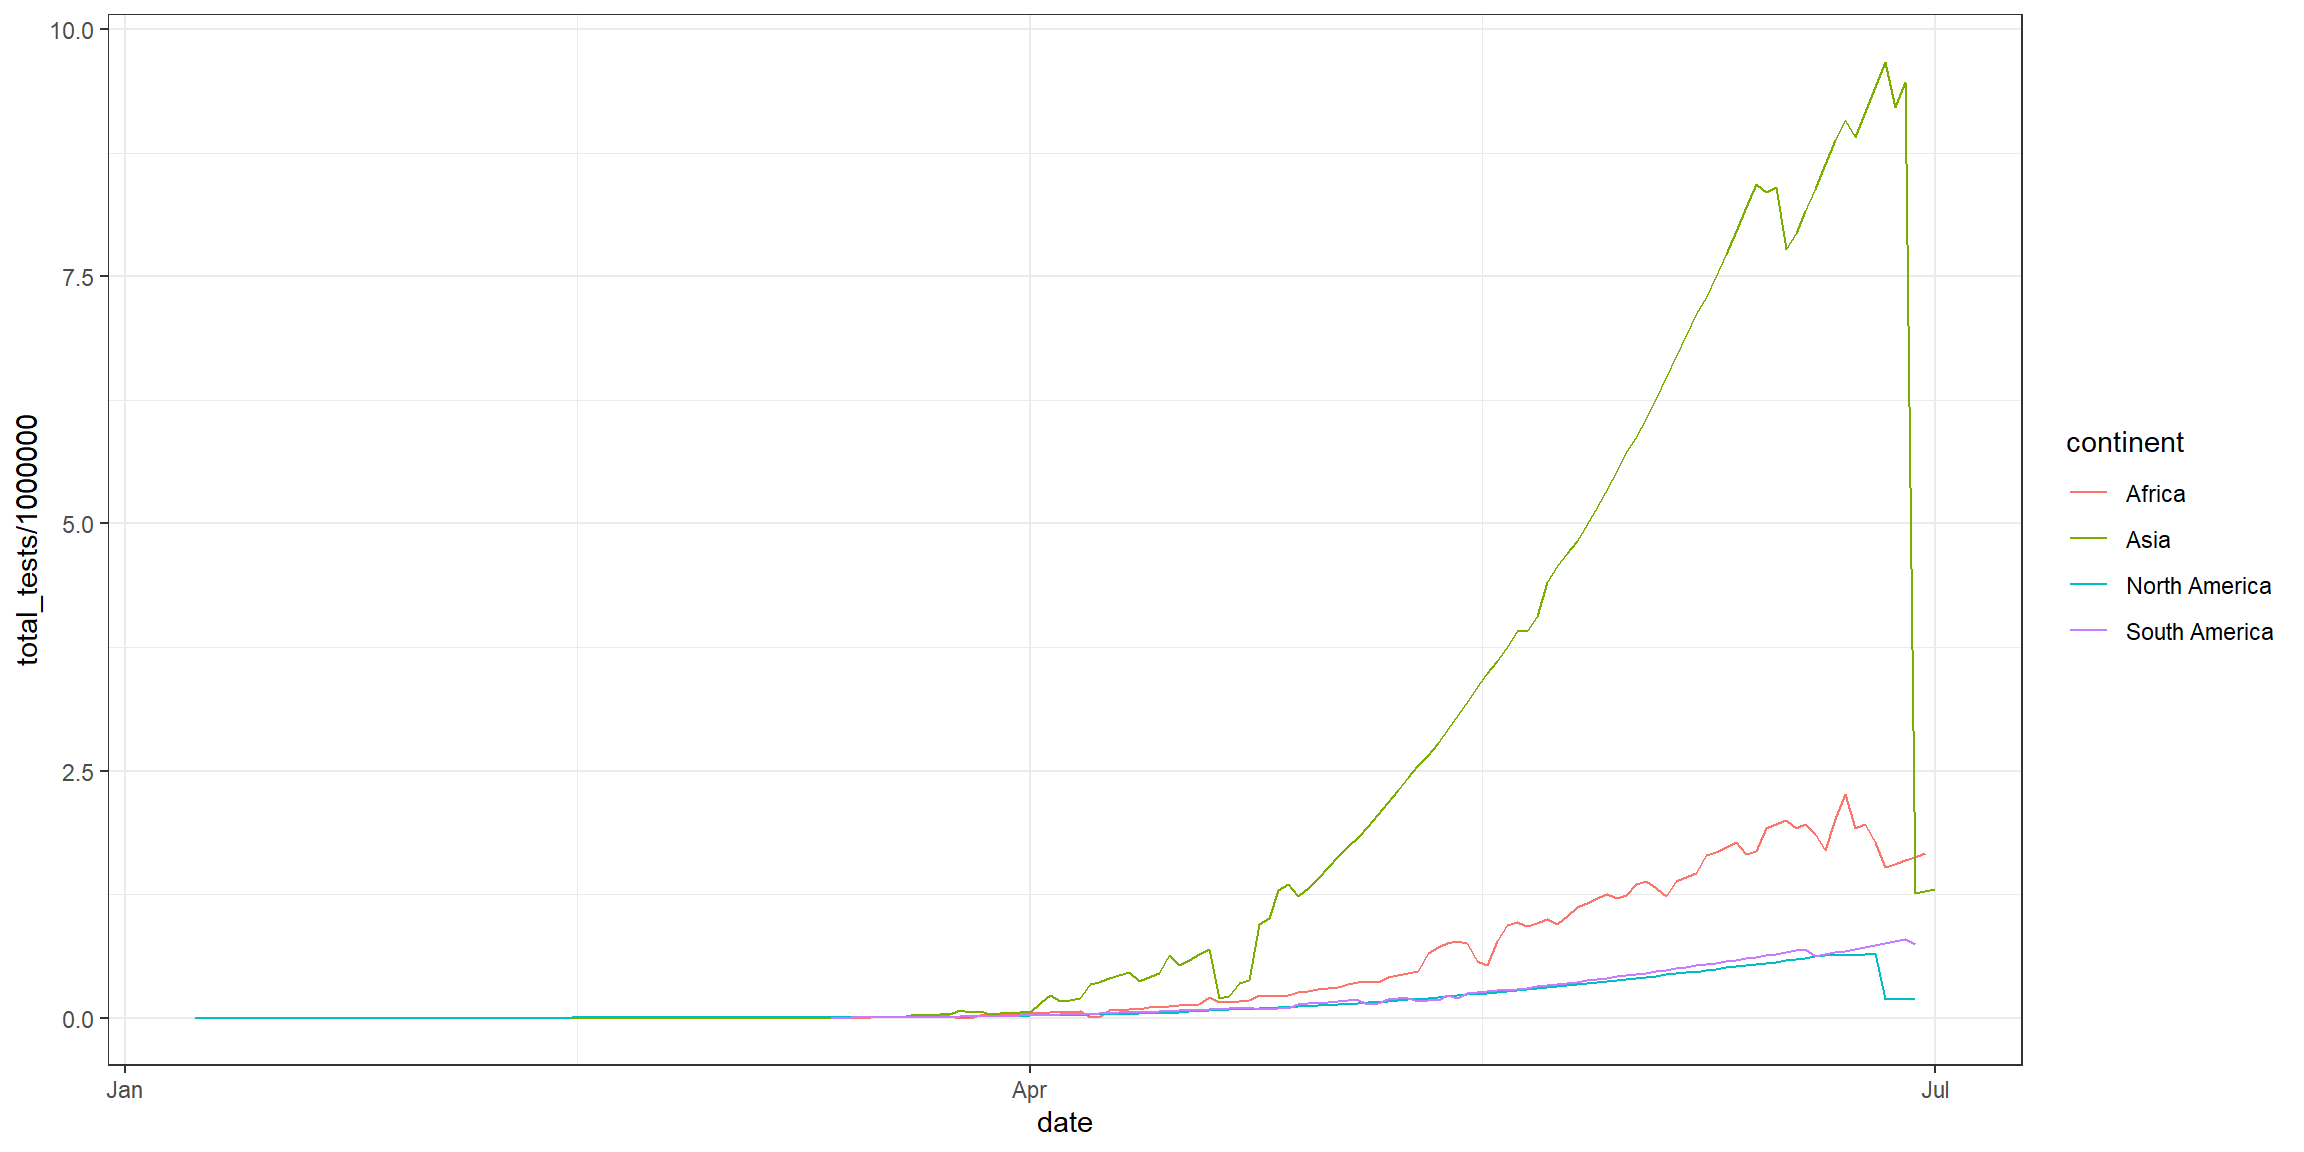 10.0
7.5
5.0
2.5
0.0
total_tests/1000000
Jan
Apr
Jul
date
continent
Africa
Asia
North America
South America